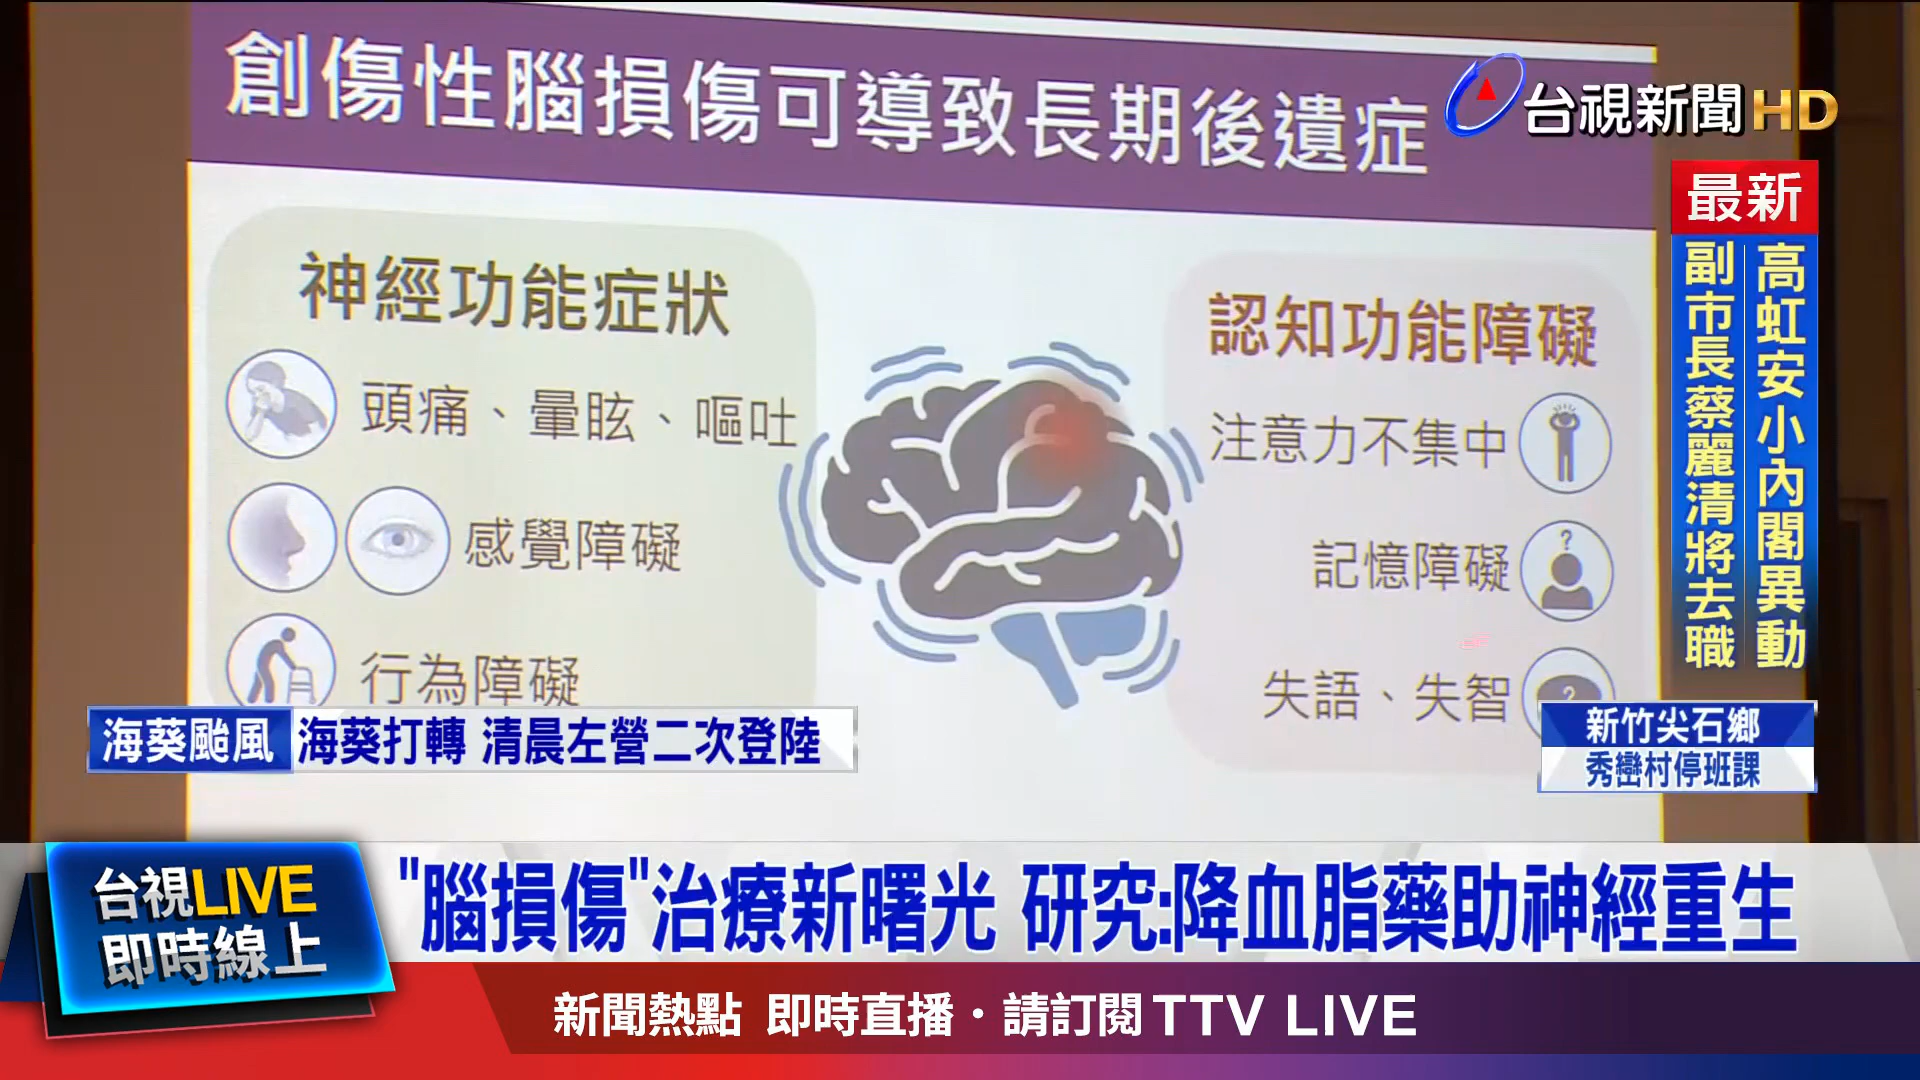 創傷性腦損傷可導致長期後遺症
台視新聞HD
最新
高虹安小內閣異動
副市長蔡麗清將去職
神經功能症狀
頭痛、暈眩、嘔吐
感覺障礙
行為障礙
認知功能障礙
注意力不集中
記憶障礙
?
失語、失智
?
海葵颱風
海葵打轉 清晨左營二次登陸
新竹尖石鄉
秀巒村停班課
台視LIVE
即時線上
"腦損傷"治療新曙光 研究:降血脂藥助神經重生
新聞熱點 即時直播・請訂閱TTV LIVE